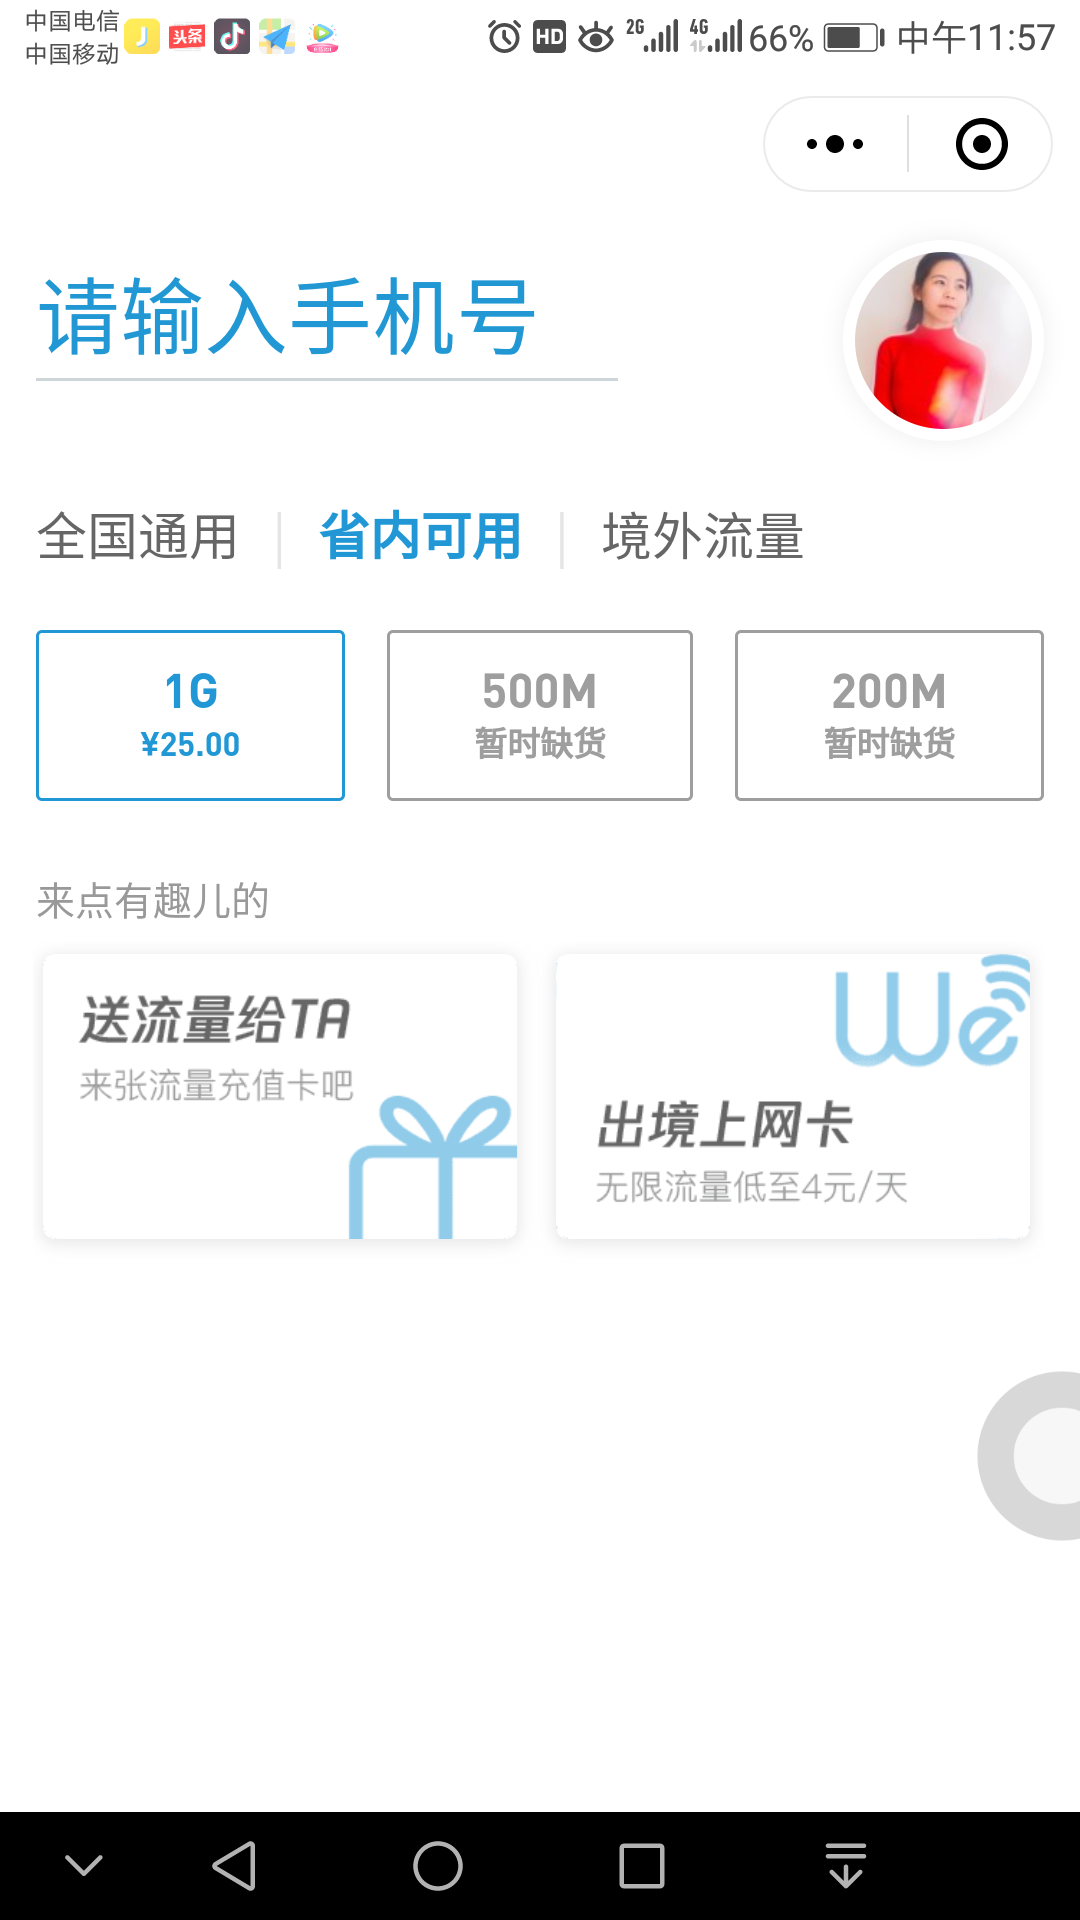 中国电信
中国移动
头条
HD
2G
4G
66%
中午11:57
请输入手机号
全国通用
省内可用
境外流量
1G
¥25.00
500M
暂时缺货
200M
暂时缺货
来点有趣儿的
送流量给TA
来张流量充值卡吧
We
出境上网卡
无限流量低至4元/天